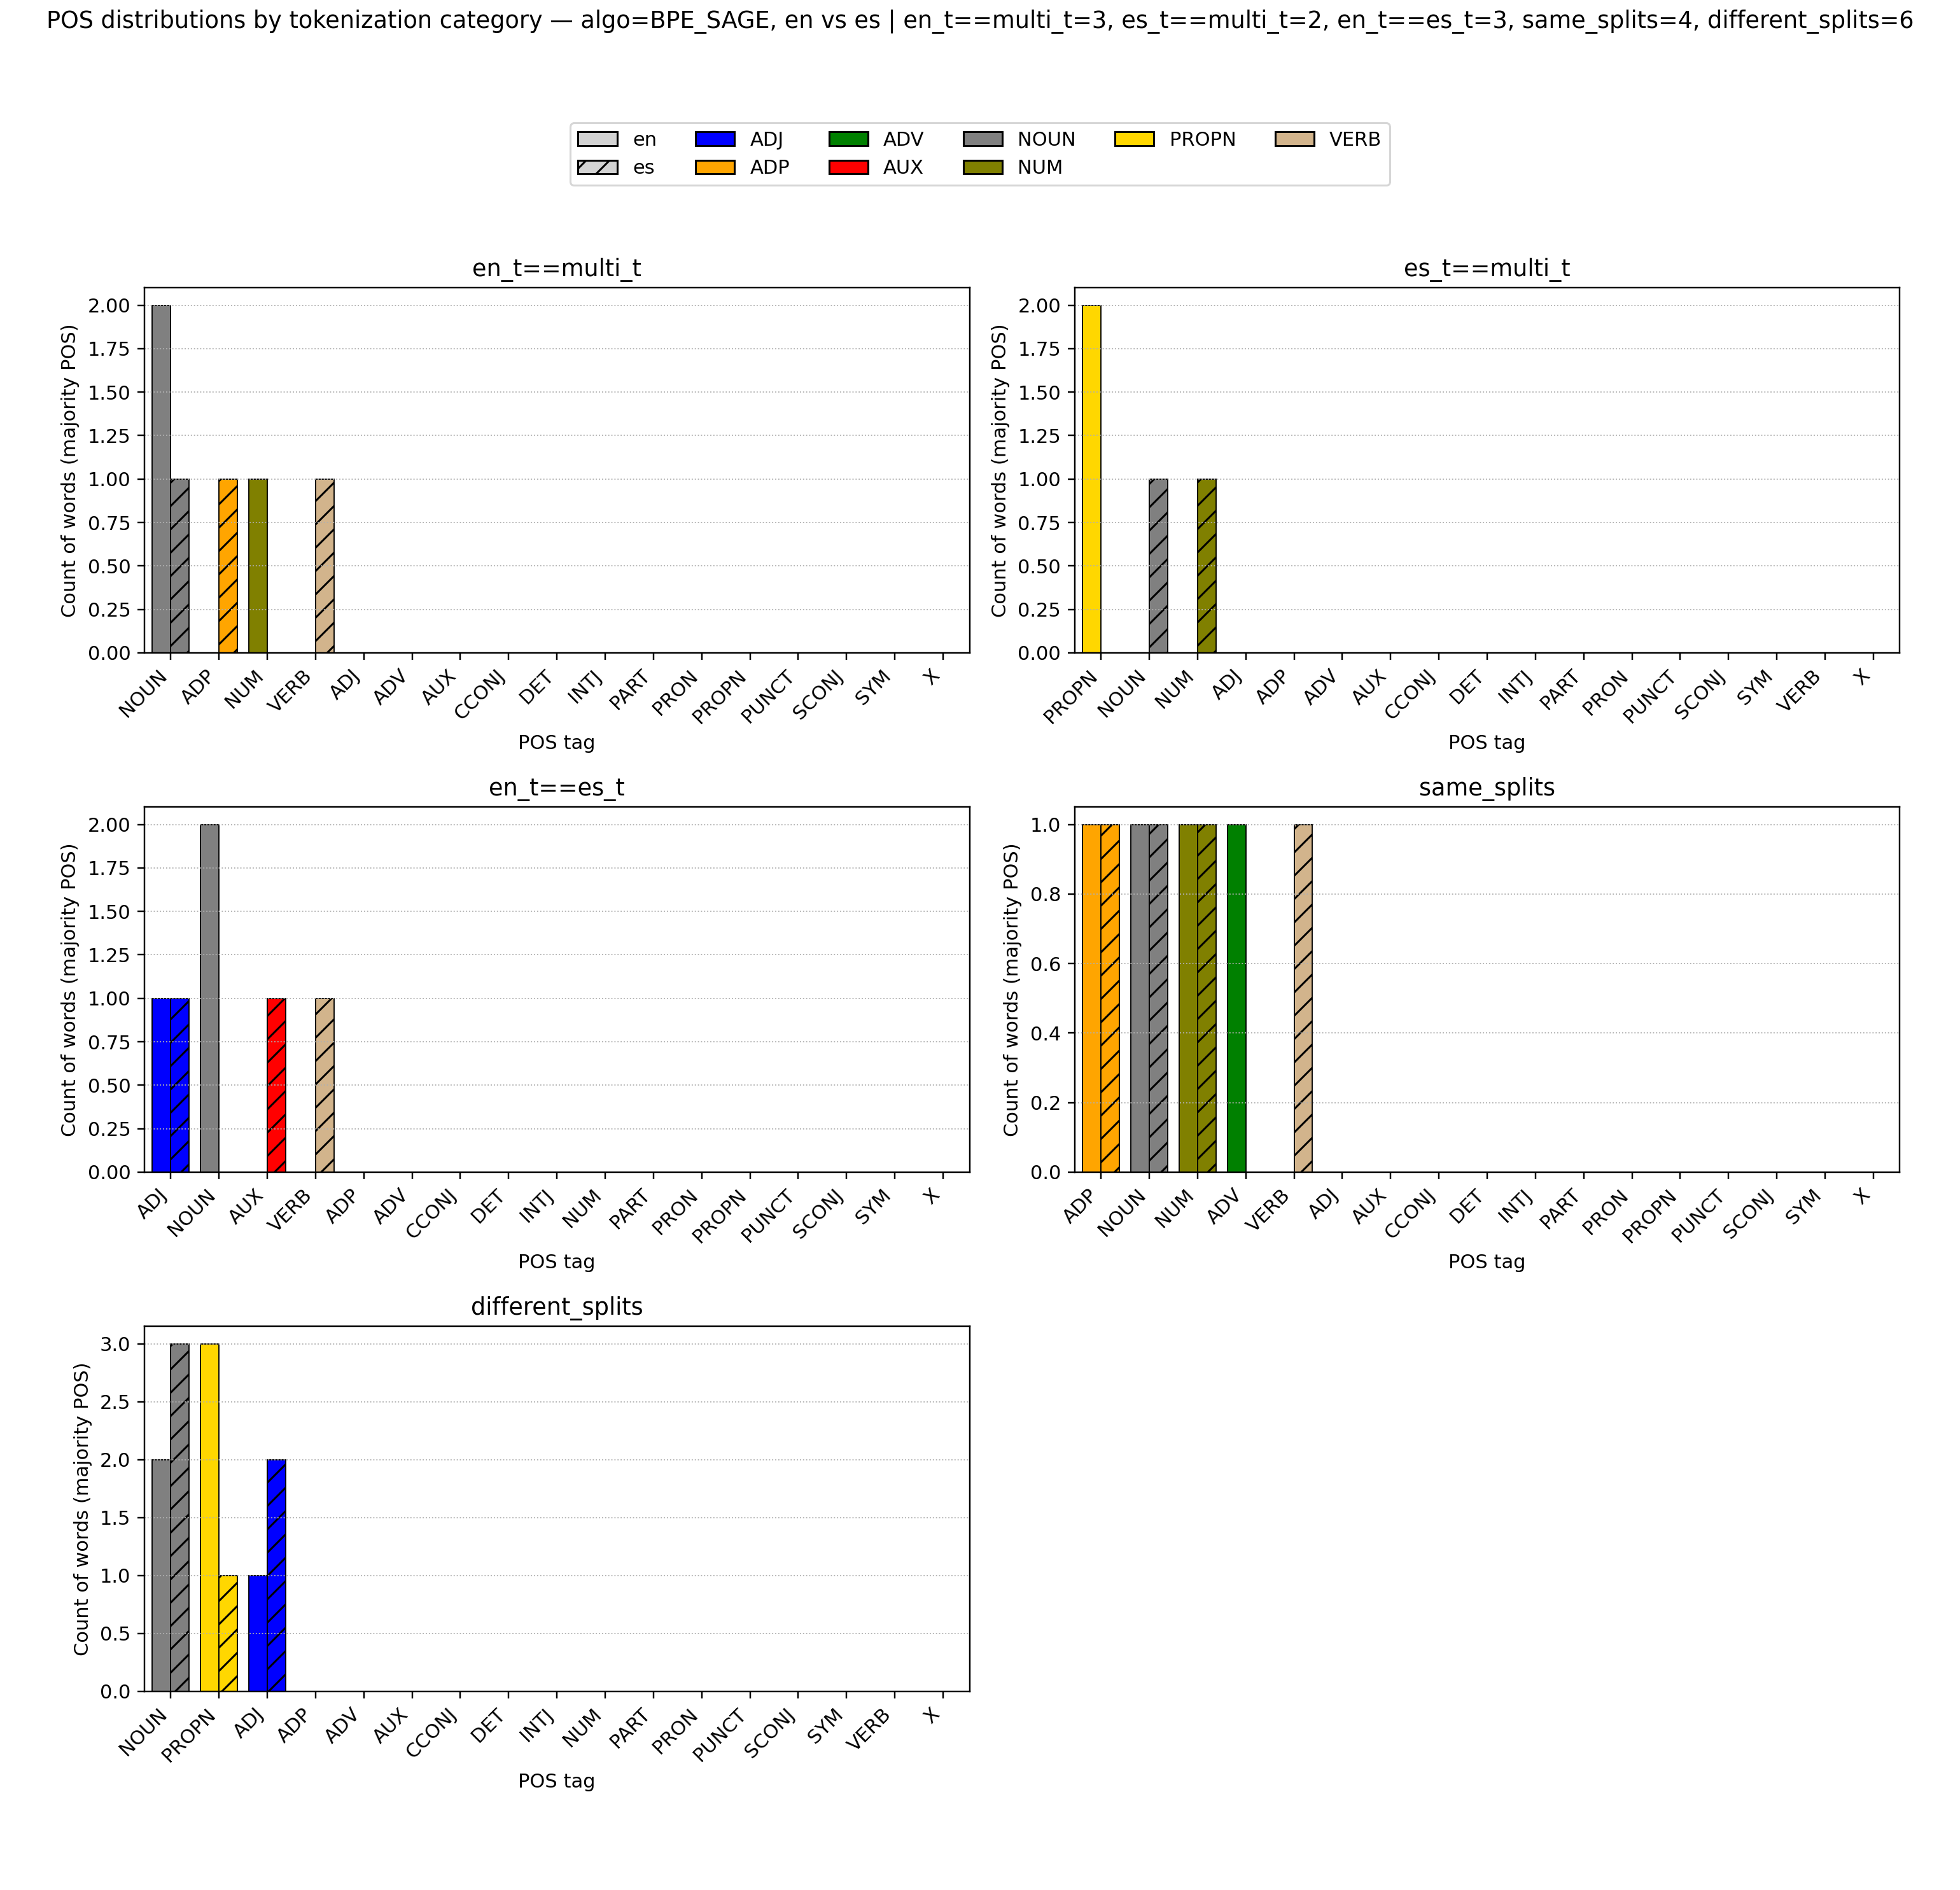 POS distributions by tokenization category — algo=BPE_SAGE, en vs es | en_t==multi_t=3, es_t==multi_t=2, en_t==es_t=3, same_splits=4, different_splits=6
en ADJ ADV NOUN PROPN VERB
es ADP AUX NUM
en_t==multi_t
Count of words (majority POS)
2.00
1.75
1.50
1.25
1.00
0.75
0.50
0.25
0.00
NOUN ADP NUM VERB ADJ ADV AUX CCONJ DET INTJ PART PRON PROPN PUNCT SCONJ SYM X
POS tag
es_t==multi_t
Count of words (majority POS)
2.00
1.75
1.50
1.25
1.00
0.75
0.50
0.25
0.00
PROPN NOUN NUM ADJ ADP ADV AUX CCONJ DET INTJ PART PRON PUNCT SCONJ SYM VERB X
POS tag
en_t==es_t
Count of words (majority POS)
2.00
1.75
1.50
1.25
1.00
0.75
0.50
0.25
0.00
ADJ NOUN AUX VERB ADP ADV CCONJ DET INTJ NUM PART PRON PROPN PUNCT SCONJ SYM X
POS tag
same_splits
Count of words (majority POS)
1.0
0.8
0.6
0.4
0.2
0.0
ADP NOUN NUM ADV VERB ADJ AUX CCONJ DET INTJ PART PRON PROPN PUNCT SCONJ SYM X
POS tag
different_splits
Count of words (majority POS)
3.0
2.5
2.0
1.5
1.0
0.5
0.0
NOUN PROPN ADJ ADP ADV AUX CCONJ DET INTJ NUM PART PRON PUNCT SCONJ SYM VERB X
POS tag